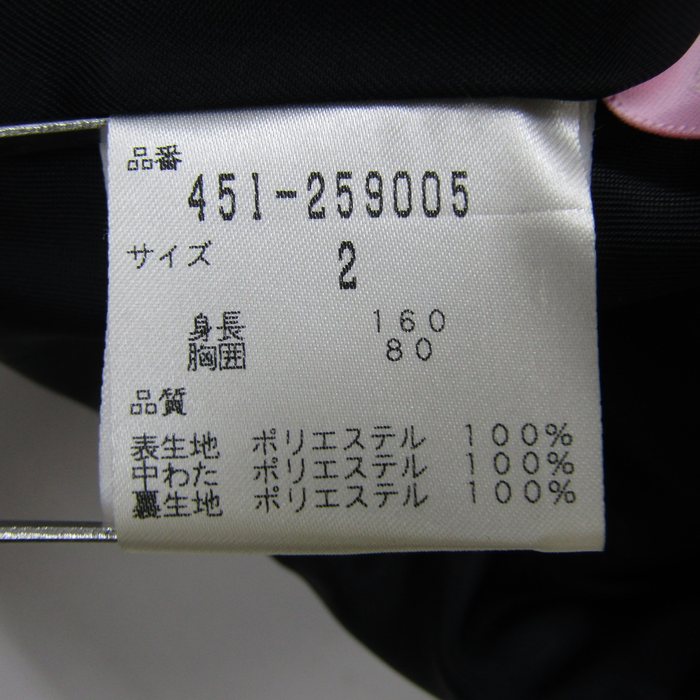 品番
451-259005
サイズ 2
身長 160
胸囲 80
品質
表生地 ポリエステル 100%
中わた ポリエステル 100%
裏生地 ポリエステル 100%